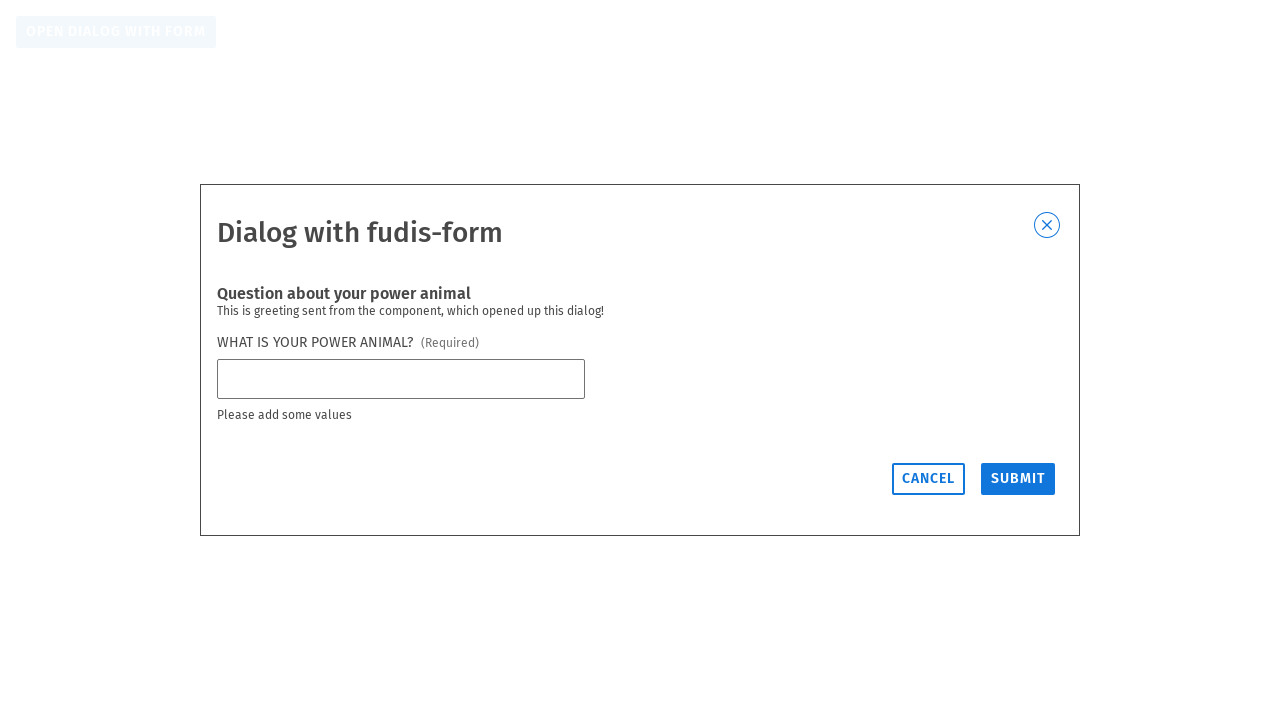 OPEN DIALOG WITH FORM
Dialog with fudis-form
Question about your power animal
This is greeting sent from the component, which opened up this dialog!
WHAT IS YOUR POWER ANIMAL? (Required)
Please add some values
CANCEL SUBMIT